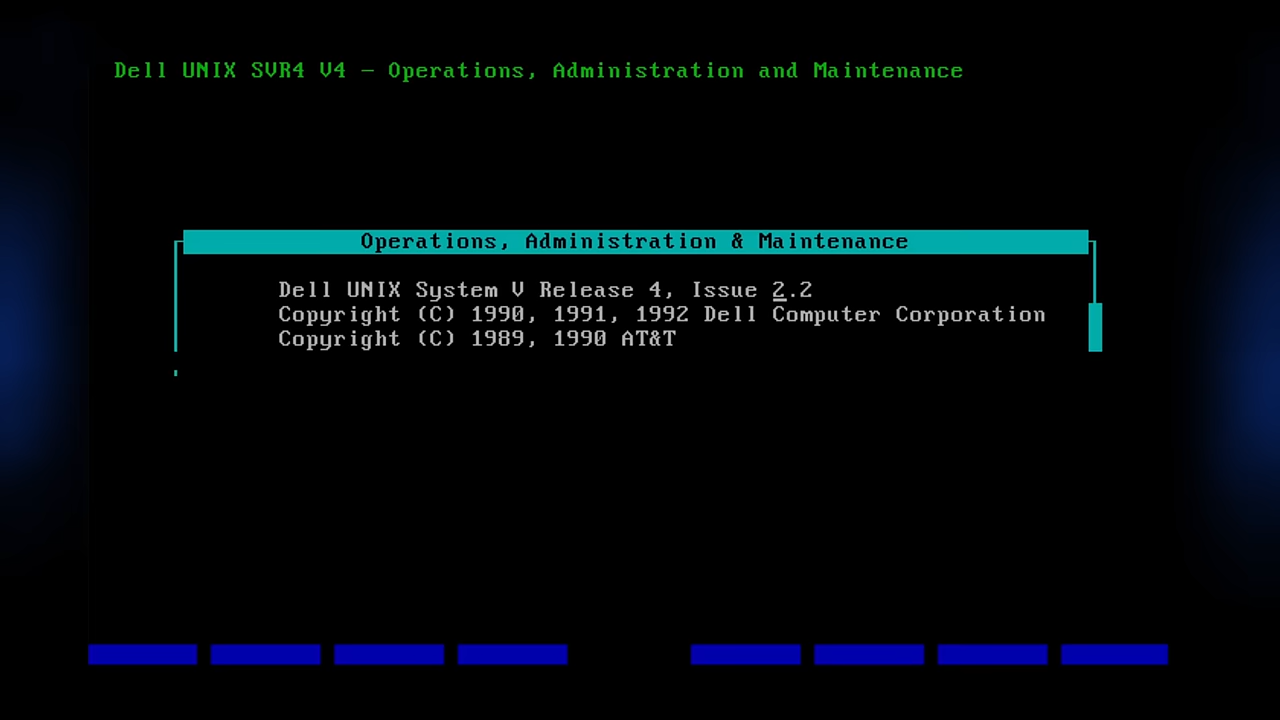 Dell UNIX SVR4 V4 - Operations, Administration and Maintenance
Operations, Administration & Maintenance
Dell UNIX System V Release 4, Issue 2.2
Copyright (C) 1990, 1991, 1992 Dell Computer Corporation
Copyright (C) 1989, 1990 AT&T